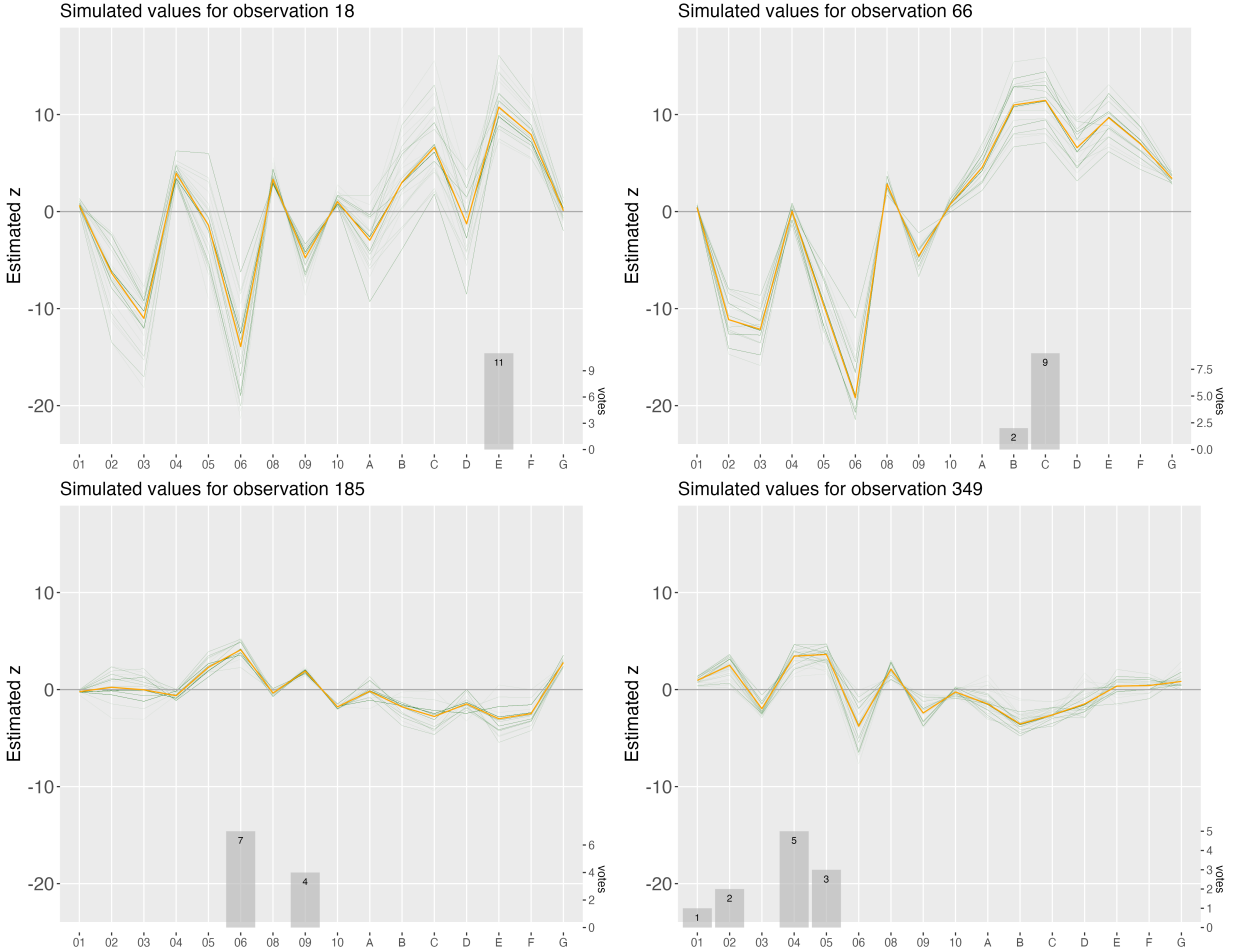 Simulated values for observation 18
Estimated z
10
0
-10
-20
11
9
6
3
0
votes
01 02 03 04 05 06 08 09 10 A B C D E F G
Simulated values for observation 66
Estimated z
10
0
-10
-20
2
9
7.5
5.0
2.5
0.0
votes
01 02 03 04 05 06 08 09 10 A B C D E F G
Simulated values for observation 185
Estimated z
10
0
-10
-20
7
4
6
4
2
0
votes
01 02 03 04 05 06 08 09 10 A B C D E F G
Simulated values for observation 349
Estimated z
10
0
-10
-20
1
2
5
3
5
4
3
2
1
0
votes
01 02 03 04 05 06 08 09 10 A B C D E F G